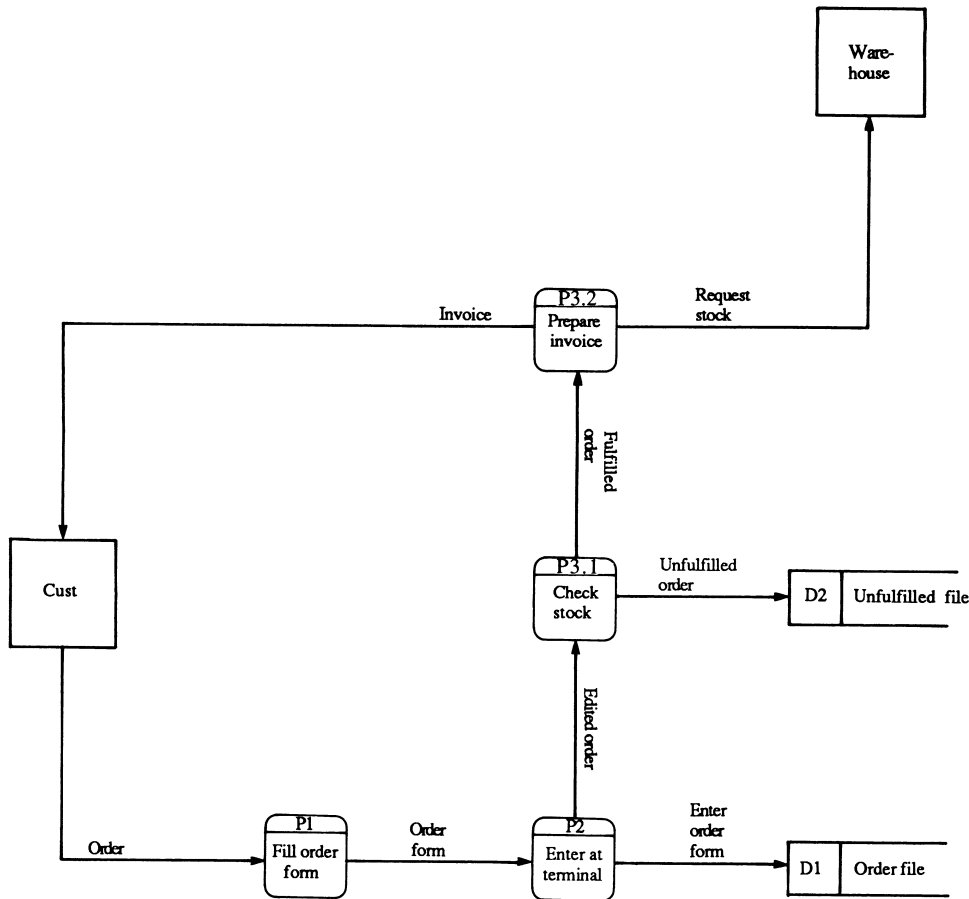 Ware-
house
P3.2
Prepare
invoice
Invoice
Request
stock
Fulfilled
order
Cust
P3.1
Check
stock
Unfulfilled
order
D2
Unfulfilled file
Edited order
Order
P1
Fill order
form
Order
form
P2
Enter at
terminal
Enter
order
form
D1
Order file